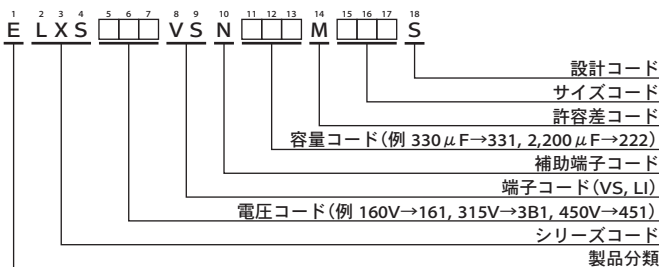 1 2 3 4 5 6 7 8 9 10 11 12 13 14 15 16 17 18
E LXS □□□ VS N □□□ M □□□ S
設計コード
サイズコード
許容差コード
容量コード(例 330μF→331, 2,200μF→222)
補助端子コード
端子コード(VS, LI)
電圧コード(例 160V→161, 315V→3B1, 450V→451)
シリーズコード
製品分類